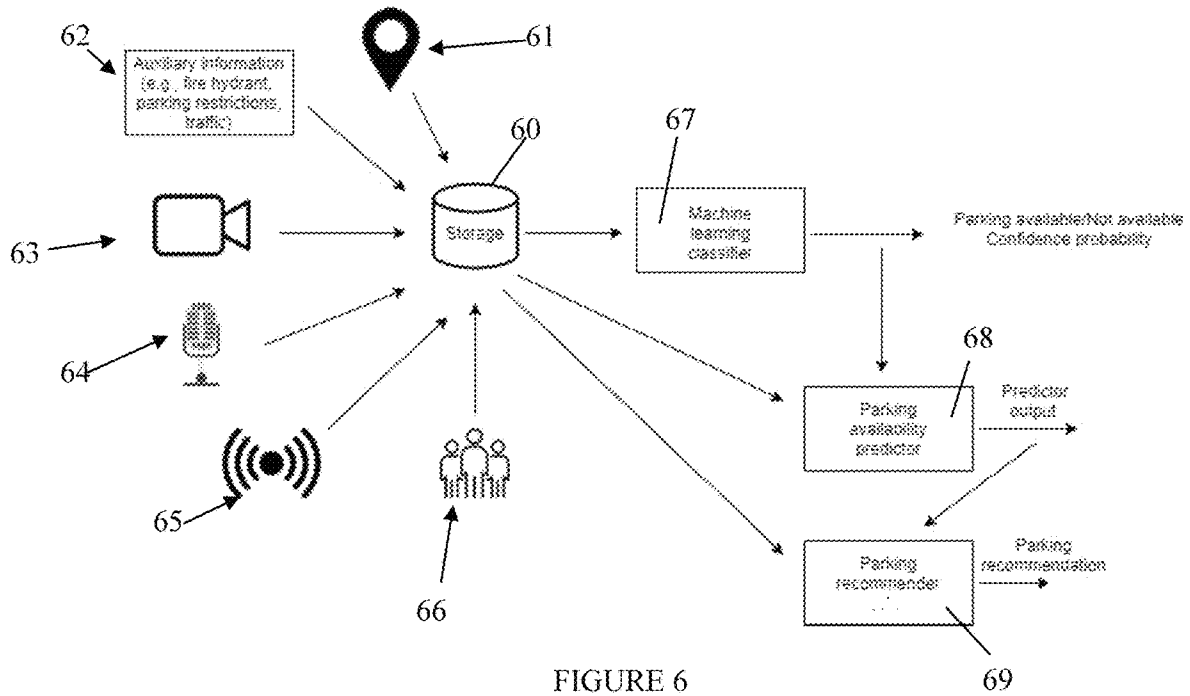 62
61
Auxiliary information
(e.g., fire hydrant,
parking restrictions,
traffic)
60
67
63
Storage
Machine
learning
classifier
Parking available/Not available
Confidence probability
64
68
Parking
availability
predictor
Predictor
output
65
66
Parking
recommender
Parking
recommendation
69
FIGURE 6